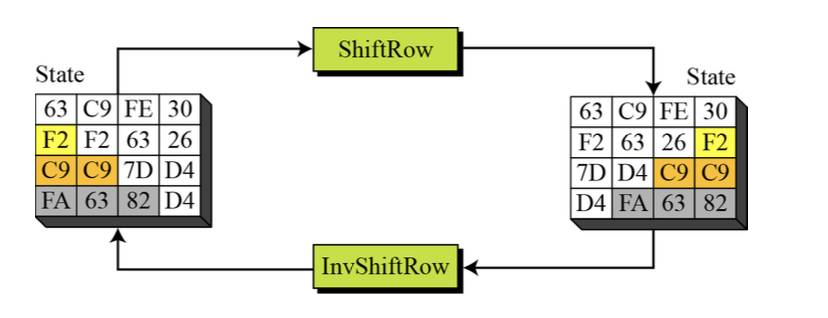 ShiftRow
State
63 C9 FE 30
F2 F2 63 26
C9 C9 7D D4
FA 63 82 D4
State
63 C9 FE 30
F2 63 26 F2
7D D4 C9 C9
D4 FA 63 82
InvShiftRow